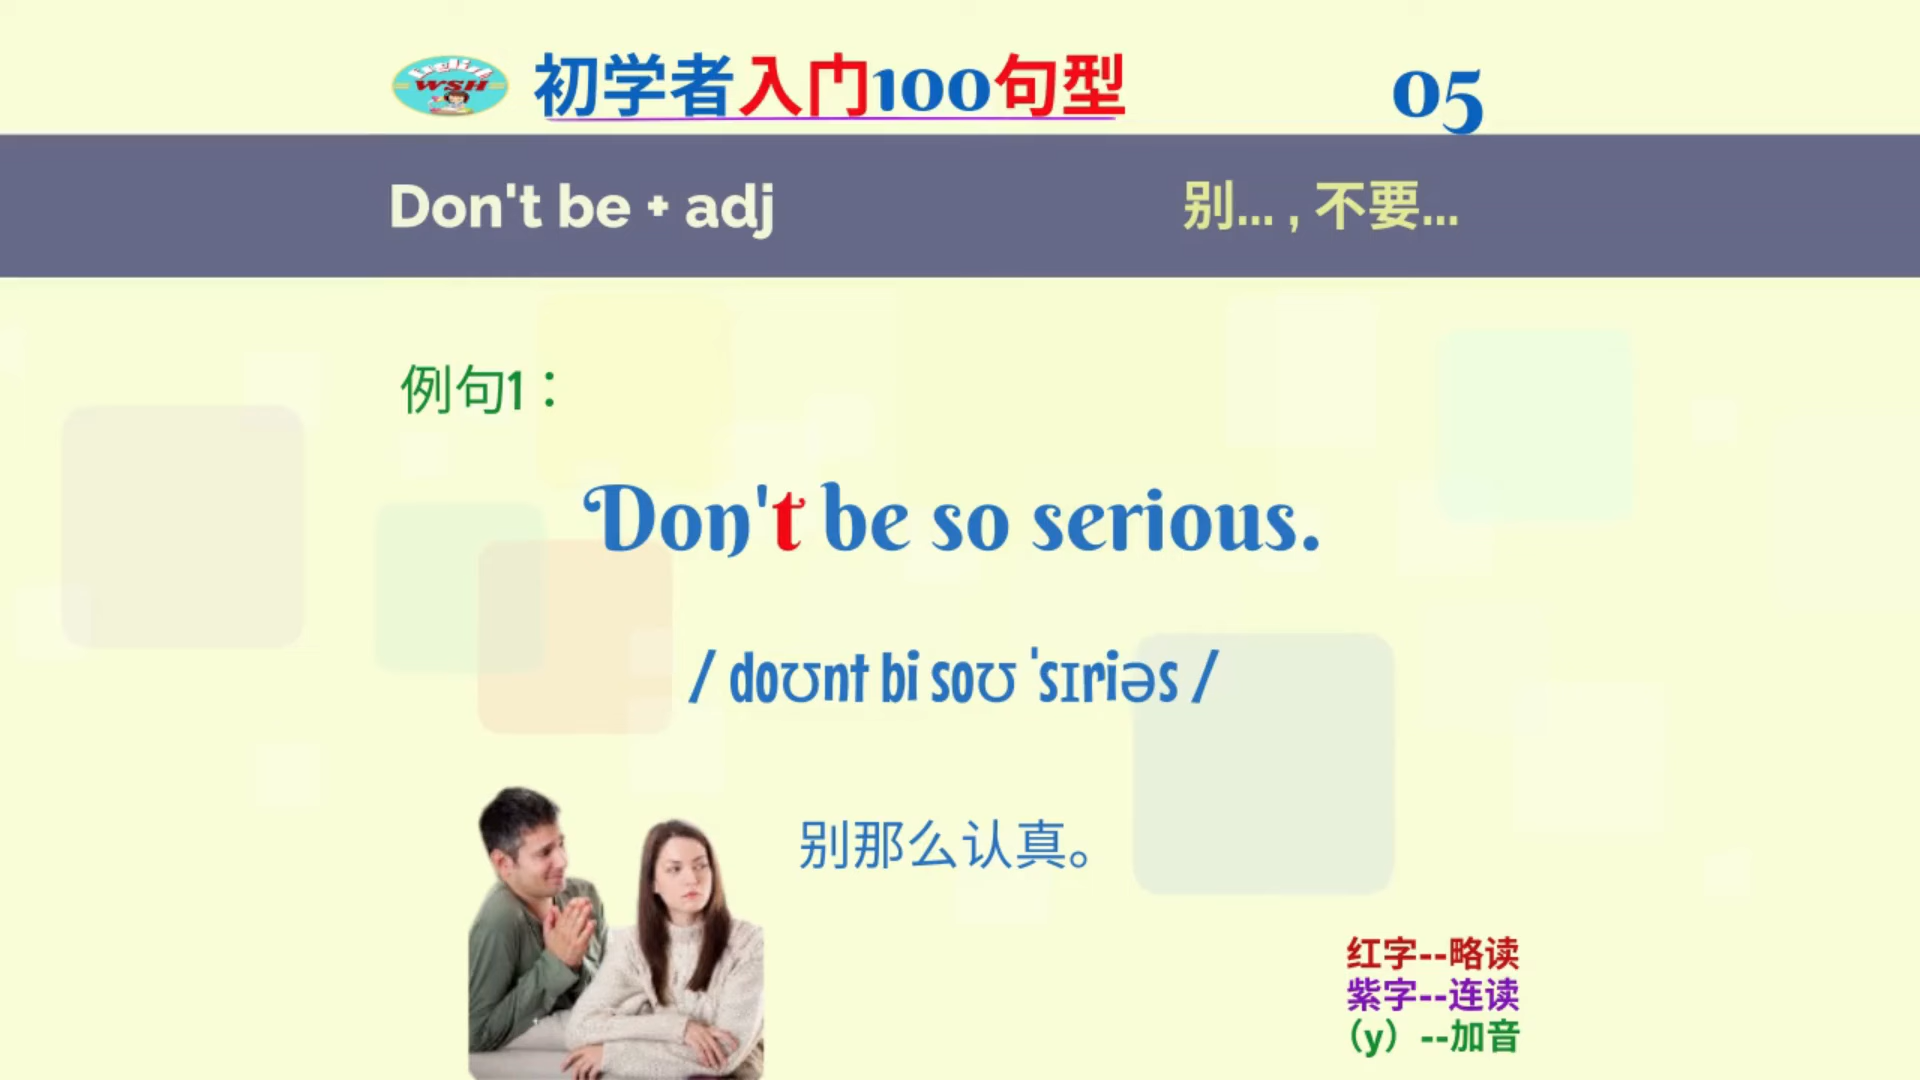 English
WSH
初学者入门100句型
05
Don't be + adj
别... , 不要...
例句1：
Don't be so serious.
/ doʊnt bi soʊ ˈsɪriəs /
别那么认真。
红字--略读
紫字--连读
（y）--加音